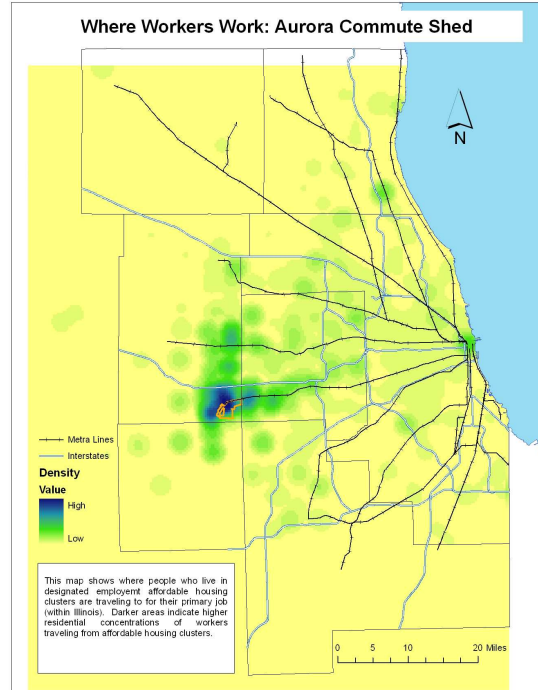 Where Workers Work: Aurora Commute Shed
N
Metra Lines
Interstates
Density
Value
High
Low
This map shows where people who live in
designated employemt affordable housing
clusters are traveling to for their primary job
(within Illinois). Darker areas indicate higher
residential concentrations of workers
traveling from affordable housing clusters.
0 5 10 20 Miles